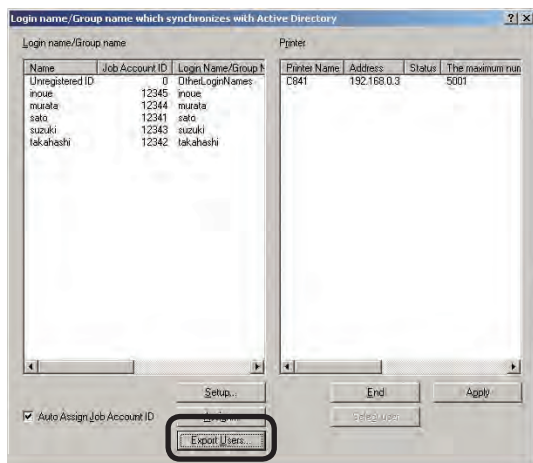 Login name/Group name which synchronizes with Active Directory
Login name/Group name
Name Job Account ID Login Name/Group N
Unregistered ID 0 OtherLoginNames
inoue 12345 inoue
murata 12344 murata
sato 12341 sato
suzuki 12343 suzuki
takahashi 12342 takahashi
Printer
Printer Name Address Status The maximum num
C841 192.168.0.3 5001
Setup...
End
Apply
Auto Assign Job Account ID
Assign...
Select user...
Export Users...